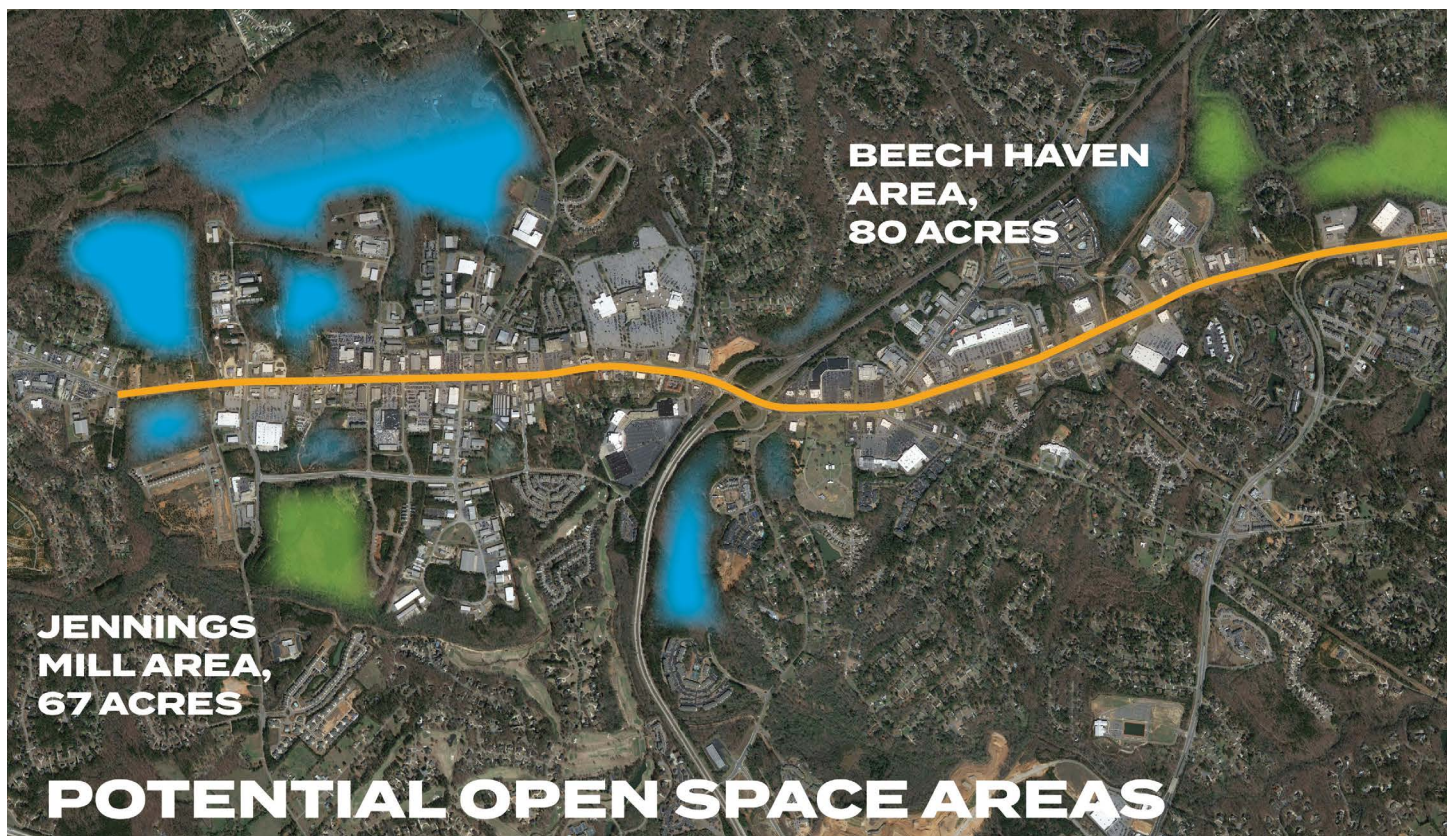 BEECH HAVEN
AREA,
80 ACRES
JENNINGS
MILL AREA,
67 ACRES
POTENTIAL OPEN SPACE AREAS